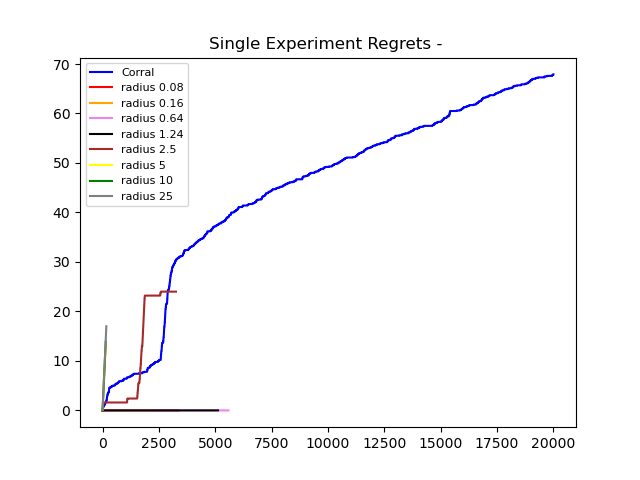 Single Experiment Regrets -
70
60
50
40
30
20
10
0
Corral
radius 0.08
radius 0.16
radius 0.64
radius 1.24
radius 2.5
radius 5
radius 10
radius 25
0 2500 5000 7500 10000 12500 15000 17500 20000